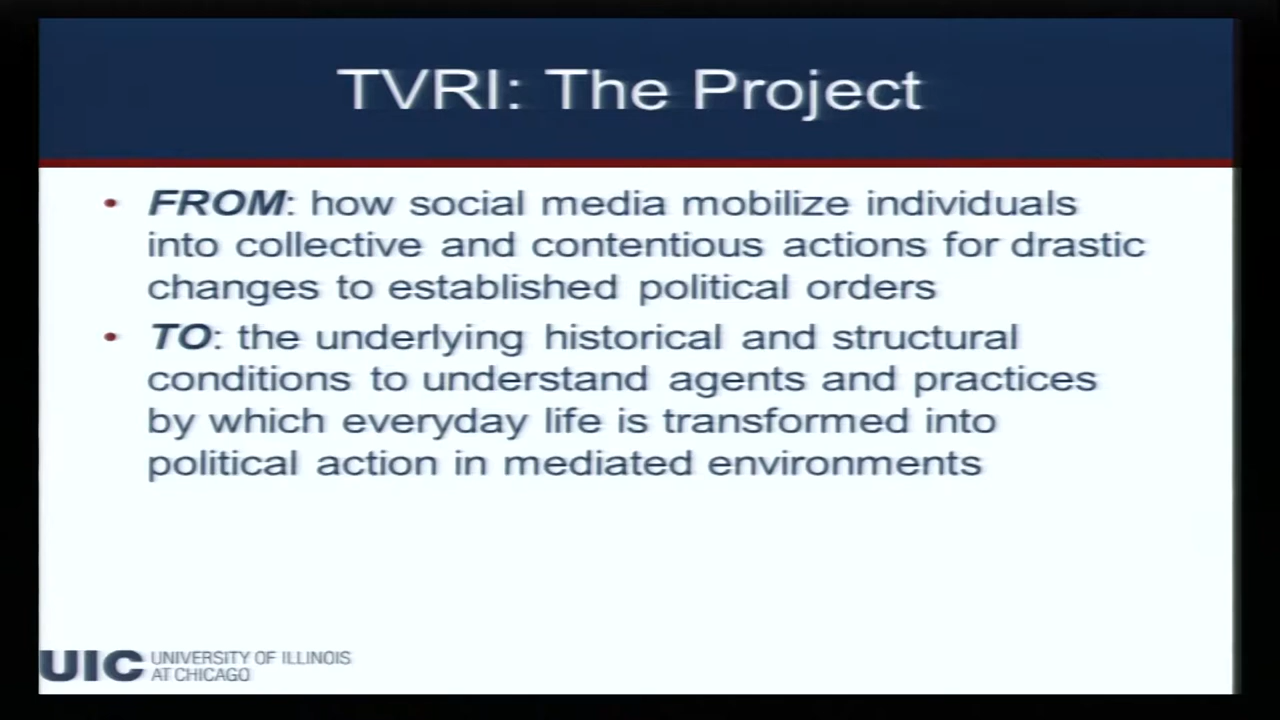 TVRI: The Project
• FROM: how social media mobilize individuals
into collective and contentious actions for drastic
changes to established political orders
• TO: the underlying historical and structural
conditions to understand agents and practices
by which everyday life is transformed into
political action in mediated environments
UIC UNIVERSITY OF ILLINOIS
AT CHICAGO